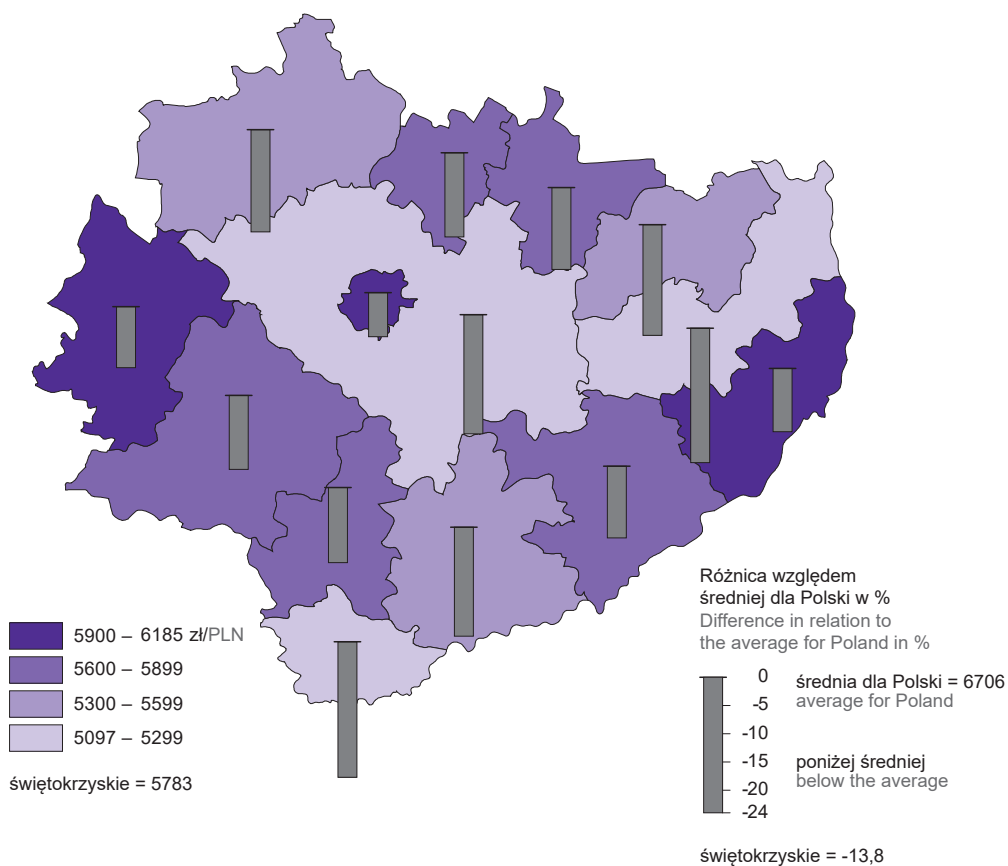 5900 – 6185 zł/PLN
5600 – 5899
5300 – 5599
5097 – 5299
świętokrzyskie = 5783
Różnica względem
średniej dla Polski w %
Difference in relation to
the average for Poland in %
0
-5
-10
-15
-20
-24
średnia dla Polski = 6706
average for Poland
poniżej średniej
below the average
świętokrzyskie = -13,8